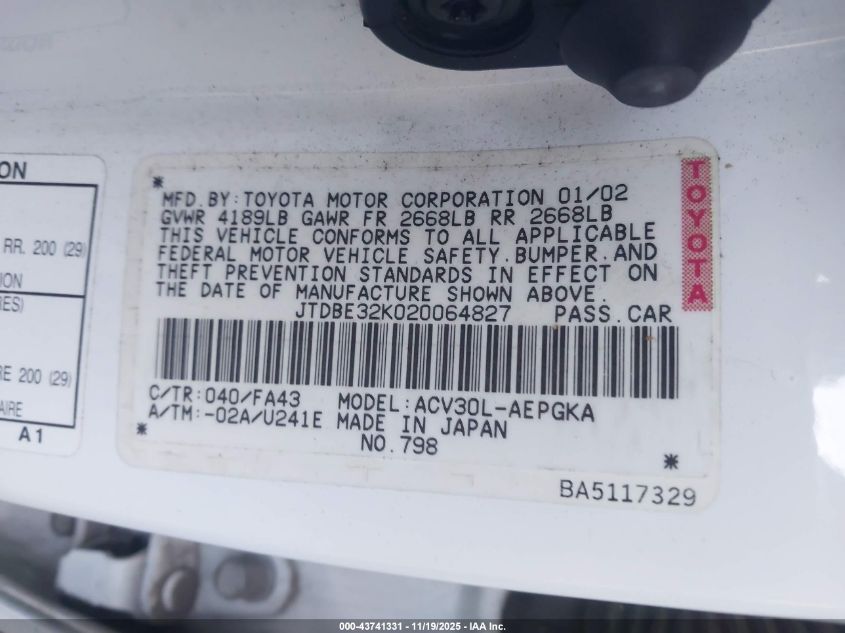 ON
RR. 200 (29)
ION
RES)
RE 200 (29)
AIRE
A1
*
MFD.BY:TOYOTA MOTOR CORPORATION 01/02
GVWR 4189LB GAWR FR 2668LB RR 2668LB
THIS VEHICLE CONFORMS TO ALL APPLICABLE
FEDERAL MOTOR VEHICLE SAFETY.BUMPER.AND
THEFT PREVENTION STANDARDS IN EFFECT ON
THE DATE OF MANUFACTURE SHOWN ABOVE.
JTDBE32K020064827 PASS.CAR
C/TR:040/FA43 MODEL:ACV30L-AEPGKA
A/TM:-02A/U241E MADE IN JAPAN
* NO.798 *
BA5117329
TOYOTA
000-43741331 - 11/19/2025 - IAA Inc.